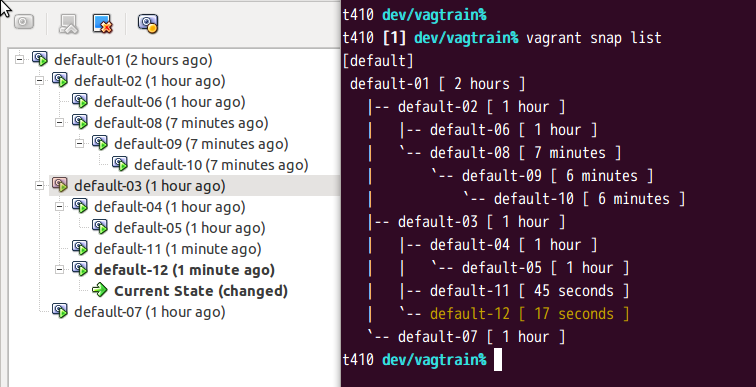 default-01 (2 hours ago)
default-02 (1 hour ago)
default-06 (1 hour ago)
default-08 (7 minutes ago)
default-09 (7 minutes ago)
default-10 (7 minutes ago)
default-03 (1 hour ago)
default-04 (1 hour ago)
default-05 (1 hour ago)
default-11 (1 minute ago)
default-12 (1 minute ago)
Current State (changed)
default-07 (1 hour ago)
t410 dev/vagtrain%
t410 [1] dev/vagtrain% vagrant snap list
[default]
default-01 [ 2 hours ]
|-- default-02 [ 1 hour ]
|   |-- default-06 [ 1 hour ]
|   `-- default-08 [ 7 minutes ]
|       `-- default-09 [ 6 minutes ]
|           `-- default-10 [ 6 minutes ]
|-- default-03 [ 1 hour ]
|   |-- default-04 [ 1 hour ]
|   |   `-- default-05 [ 1 hour ]
|   |-- default-11 [ 45 seconds ]
|   `-- default-12 [ 17 seconds ]
`-- default-07 [ 1 hour ]
t410 dev/vagtrain%